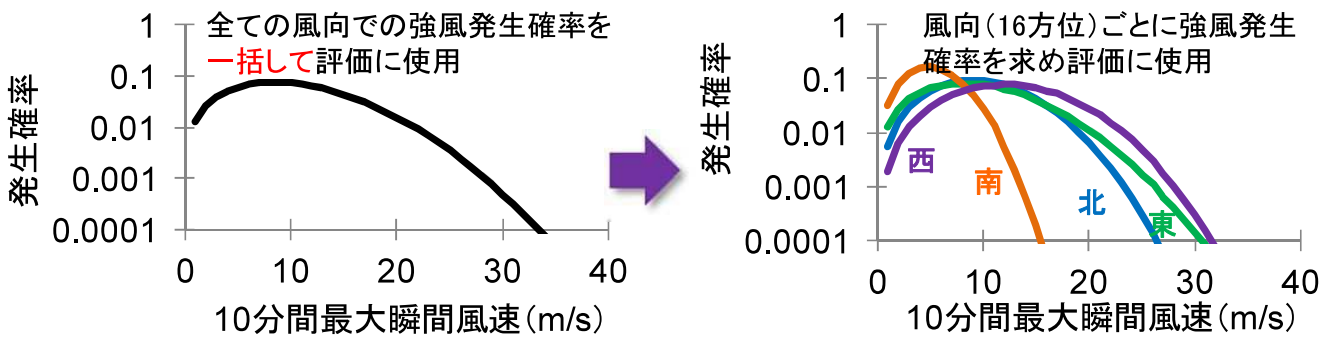 全ての風向での強風発生確率を
一括して評価に使用
発生確率
1
0.1
0.01
0.001
0.0001
0
10
20
30
40
10分間最大瞬間風速(m/s)
風向(16方位)ごとに強風発生
確率を求め評価に使用
発生確率
1
0.1
0.01
0.001
0.0001
西
南
北
東
0
10
20
30
40
10分間最大瞬間風速(m/s)